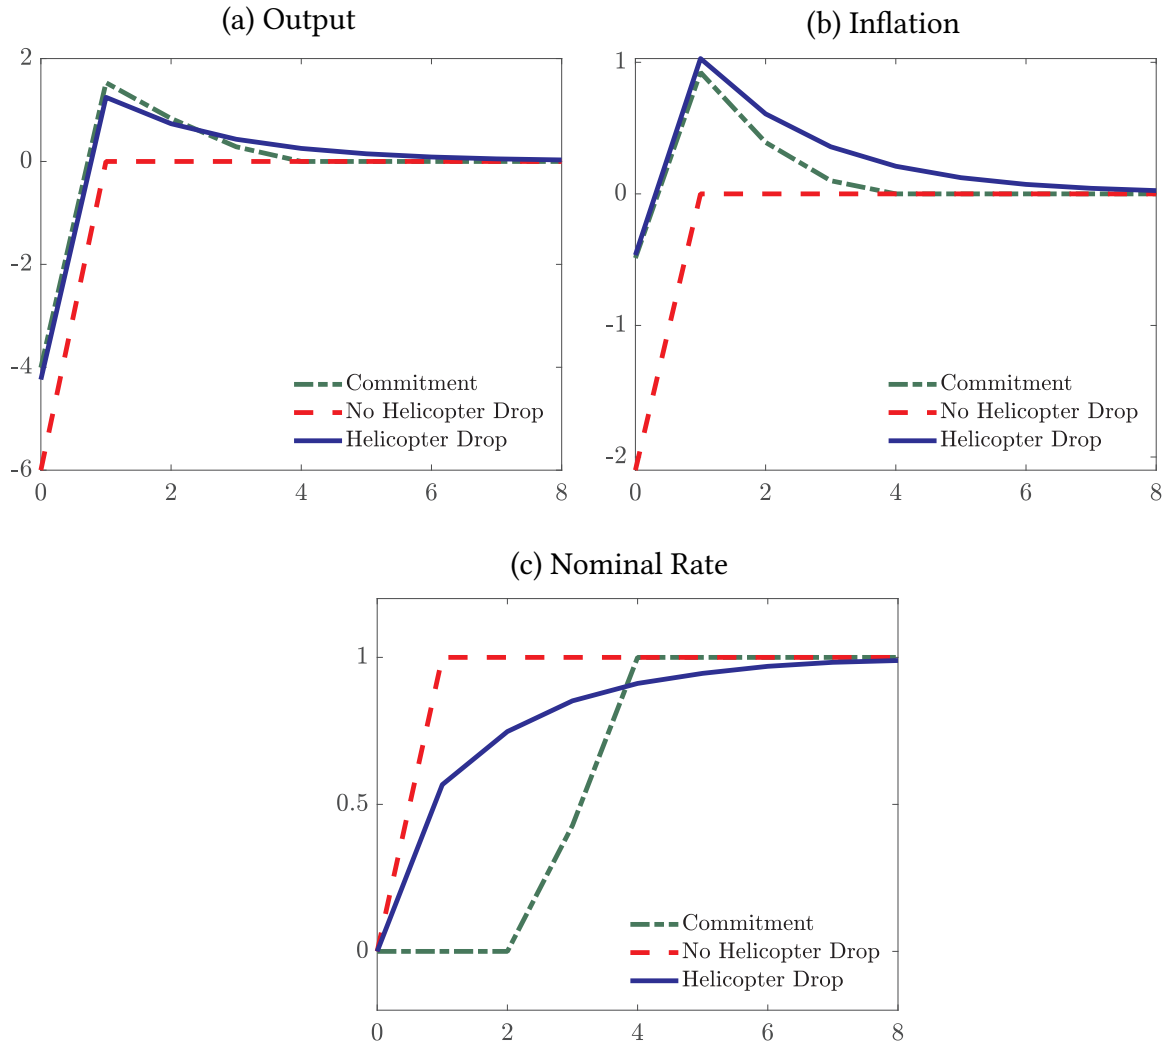 (a) Output
2
0
-2
-4
-6
0 2 4 6 8
Commitment
No Helicopter Drop
Helicopter Drop
(b) Inflation
1
0
-1
-2
0 2 4 6 8
Commitment
No Helicopter Drop
Helicopter Drop
(c) Nominal Rate
1
0.5
0
0 2 4 6 8
Commitment
No Helicopter Drop
Helicopter Drop